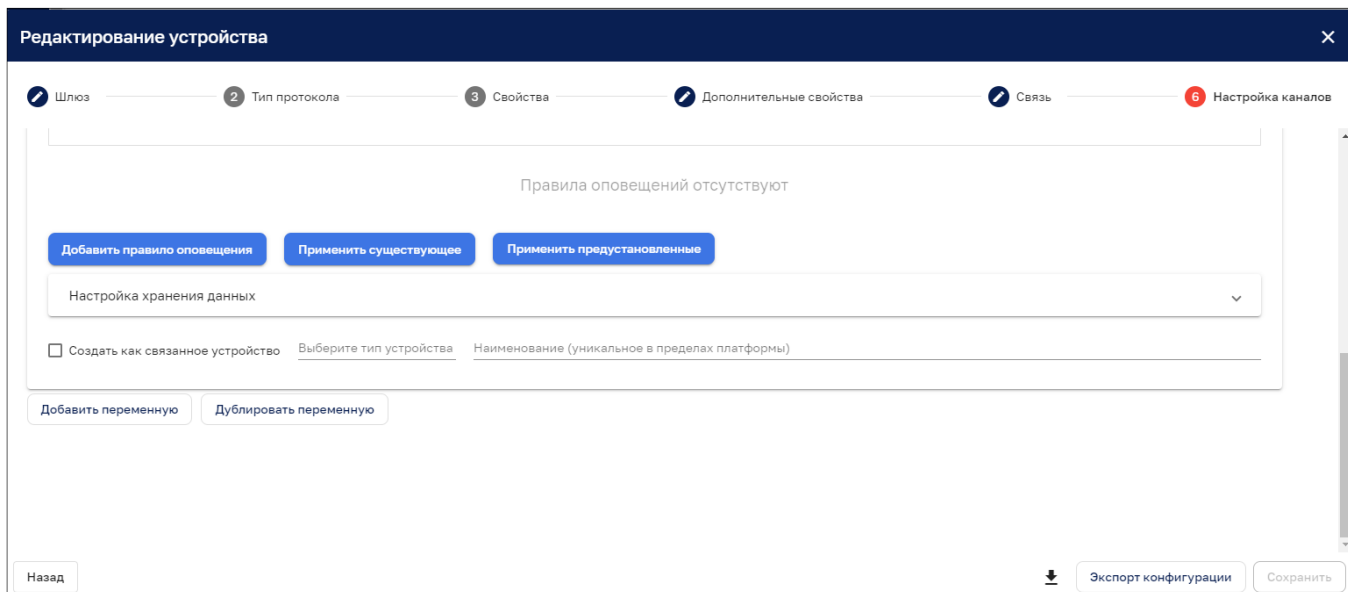 Редактирование устройства
Шлюз
2 Тип протокола
3 Свойства
Дополнительные свойства
Связь
6 Настройка каналов
Правила оповещений отсутствуют
Добавить правило оповещения
Применить существующее
Применить предустановленные
Настройка хранения данных
Создать как связанное устройство
Выберите тип устройства
Наименование (уникальное в пределах платформы)
Добавить переменную
Дублировать переменную
Назад
Экспорт конфигурации
Сохранить